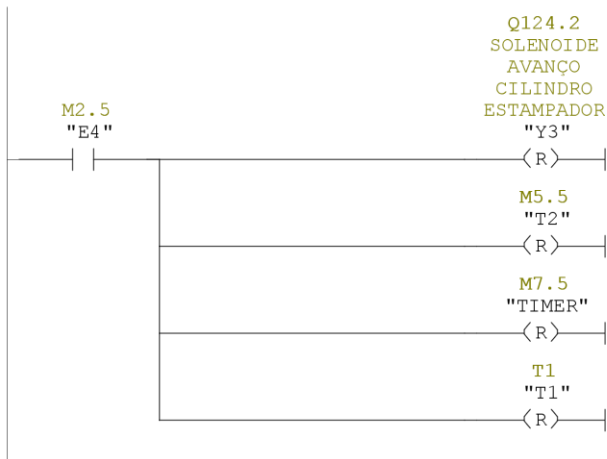 Q124.2
SOLENOIDE
AVANÇO
CILINDRO
ESTAMPADOR
M2.5
"E4"
"Y3"
R
M5.5
"T2"
R
M7.5
"TIMER"
R
T1
"T1"
R